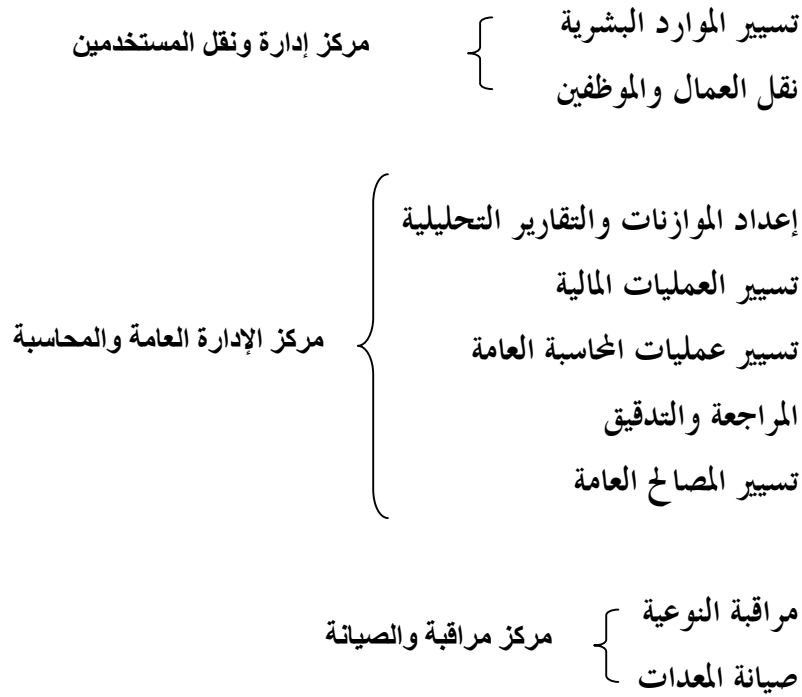 تسيير الموارد البشرية
مركز إدارة ونقل المستخدمين
نقل العمال والموظفين
إعداد الموازنات والتقارير التحليلية
تسيير العمليات المالية
تسيير عمليات المحاسبة العامة
مركز الإدارة العامة والمحاسبة
المراجعة والتدقيق
تسيير المصالح العامة
مراقبة النوعية
مركز مراقبة والصيانة
صيانة المعدات